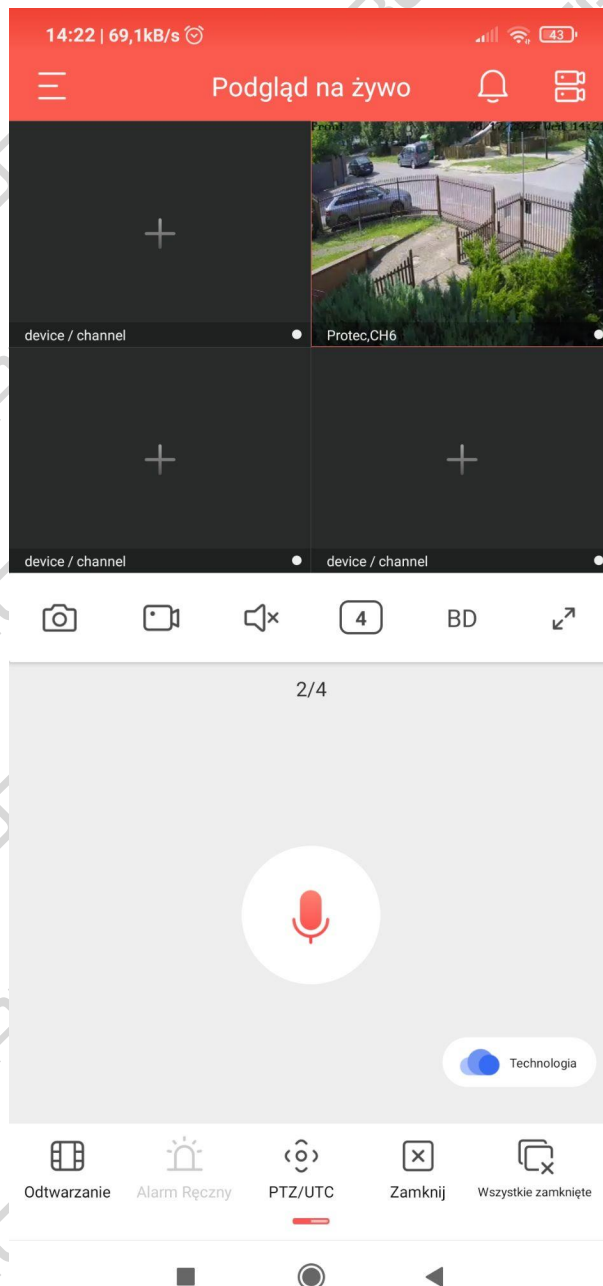 14:22 | 69,1kB/s
43
Podgląd na żywo
Front
device / channel
Protec,CH6
device / channel
device / channel
4
BD
2/4
Technologia
Odtwarzanie
Alarm Ręczny
PTZ/UTC
Zamknij
Wszystkie zamknięte